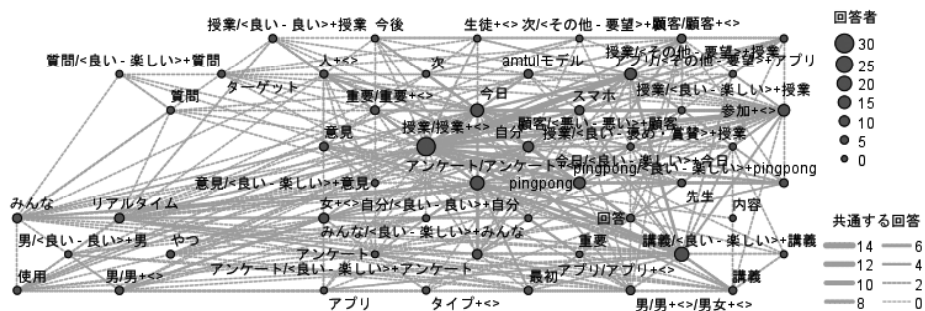 授業/<良い - 良い>+授業 今後 生徒+<> 次/<その他 - 要望>+顧客/顧客+<>
回答者
質問/<良い - 楽しい>+質問 人+<> 次 amtulモデル 授業/<その他 - 要望>+授業
アプリ/<その他 - 要望>+アプリ
30
25
ターゲット
質問 重要/重要+<> 今日 スマホ 授業/<良い - 楽しい>+授業
20
参加+<>
15
意見 授業/授業+<> 自分 顧客/<悪い - 悪い>+顧客
授業/<良い - 褒め・賞賛>+授業
10
5
アンケート/アンケート 今日/<良い - 楽しい>+今日
0
意見/<良い - 楽しい>+意見 pingpong pingpong/<良い - 楽しい>+pingpong
先生
みんな リアルタイム 女+<> 自分/<良い - 良い>+自分 回答 内容
共通する回答
男/<良い - 良い>+男 やつ みんな/<良い - 楽しい>+みんな 重要 講義/<良い - 楽しい>+講義
14 6
アンケート
アンケート/<良い - 楽しい>+アンケート アプリ/アプリ+<>
12 4
使用 男/男+<> 最初 講義
10 2
アプリ タイプ+<> 男/男+<>/男女+<>
8 0